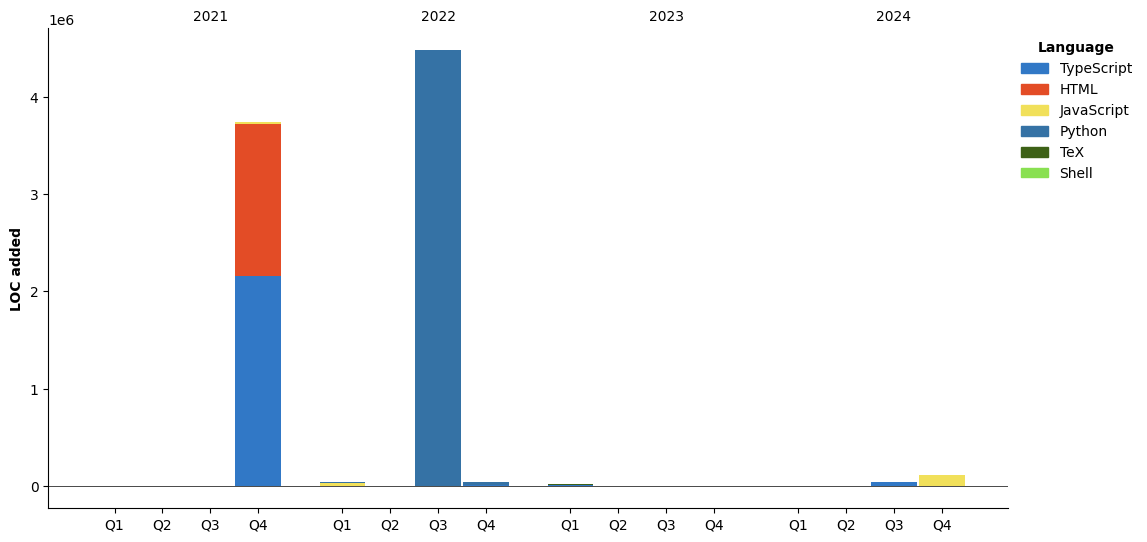 2021 2022 2023 2024
1e6
Language
TypeScript
HTML
JavaScript
Python
TeX
Shell
4
3
2
1
0
LOC added
Q1 Q2 Q3 Q4 Q1 Q2 Q3 Q4 Q1 Q2 Q3 Q4 Q1 Q2 Q3 Q4